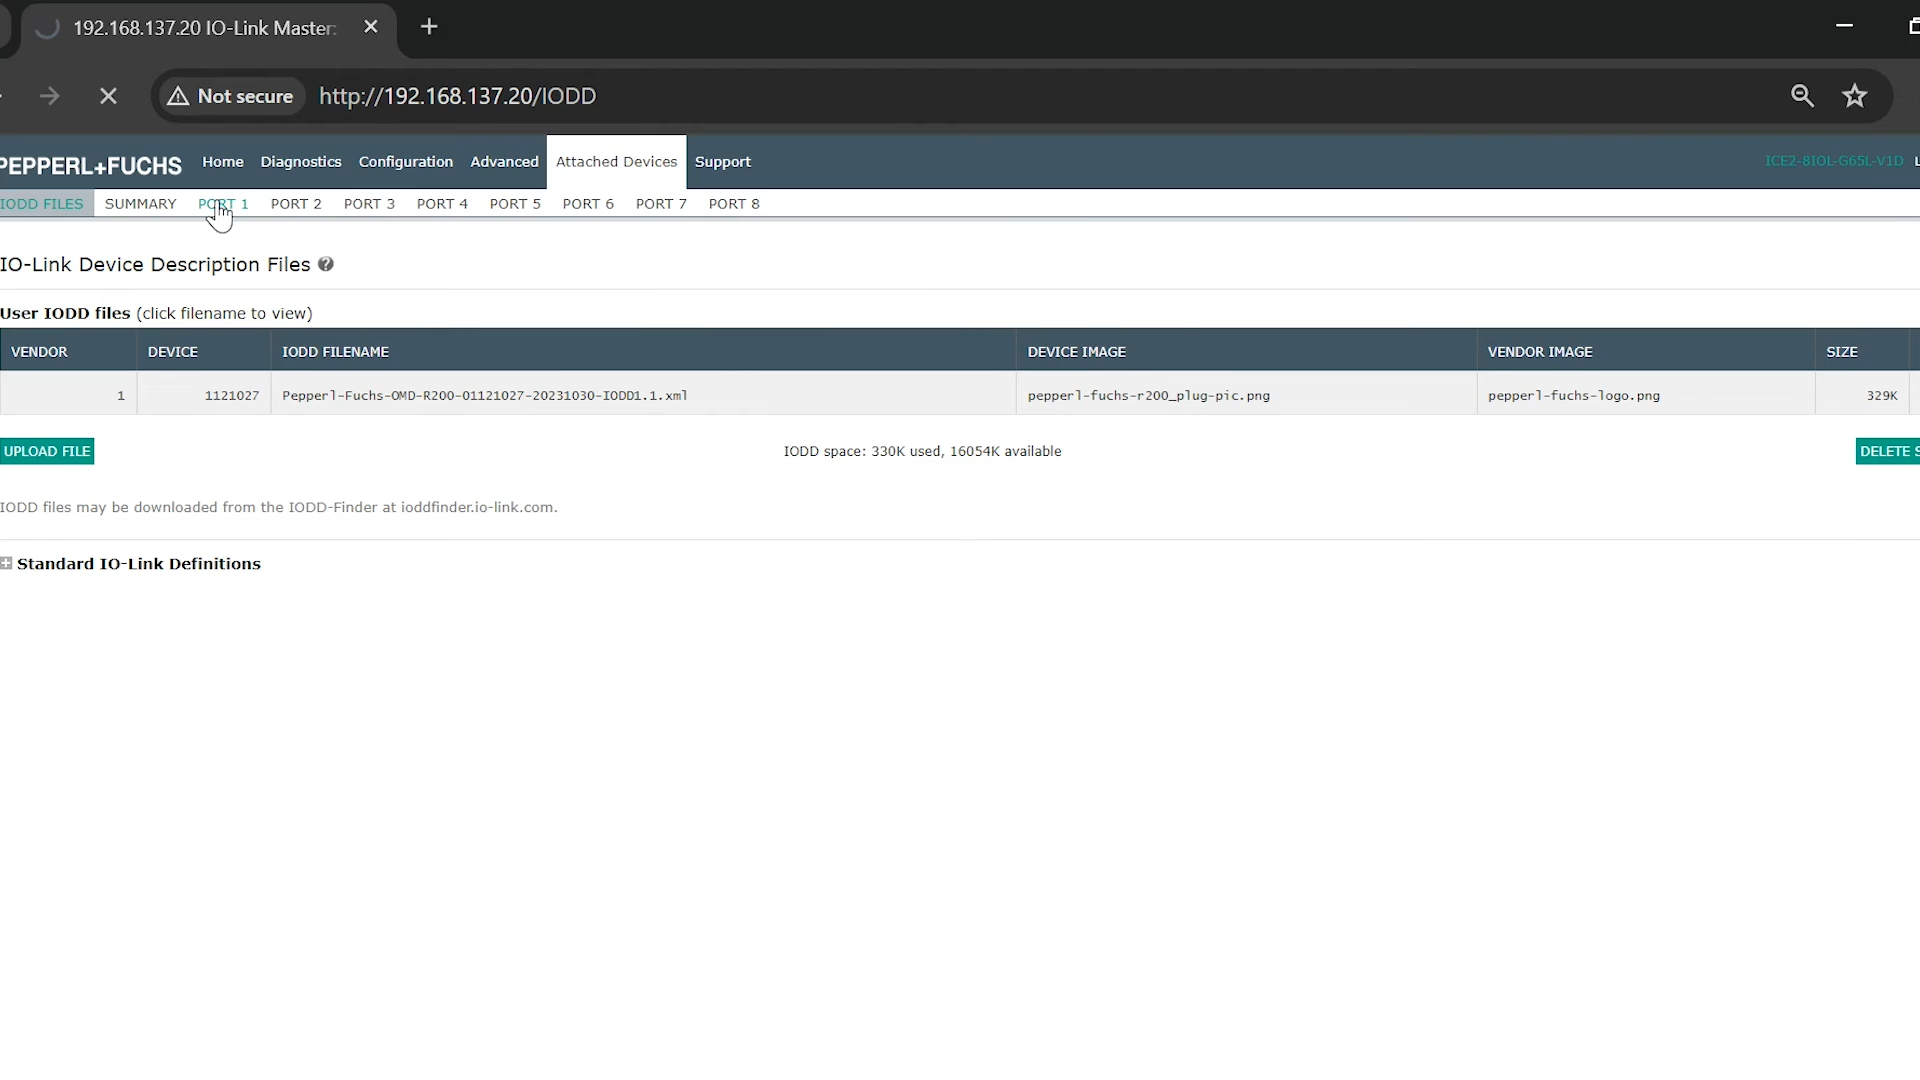 192.168.137.20 IO-Link Master:
Not secure http://192.168.137.20/IODD
PEPPERL+FUCHS Home Diagnostics Configuration Advanced Attached Devices Support ICE2-8IOL-G65L-V1D
IODD FILES SUMMARY PORT 1 PORT 2 PORT 3 PORT 4 PORT 5 PORT 6 PORT 7 PORT 8
IO-Link Device Description Files ?
User IODD files (click filename to view)
VENDOR DEVICE IODD FILENAME DEVICE IMAGE VENDOR IMAGE SIZE
1 1121027 Pepperl-Fuchs-OMD-R200-01121027-20231030-IODD1.1.xml pepperl-fuchs-r200_plug-pic.png pepperl-fuchs-logo.png 329K
UPLOAD FILE IODD space: 330K used, 16054K available DELETE S
IODD files may be downloaded from the IODD-Finder at ioddfinder.io-link.com.
Standard IO-Link Definitions